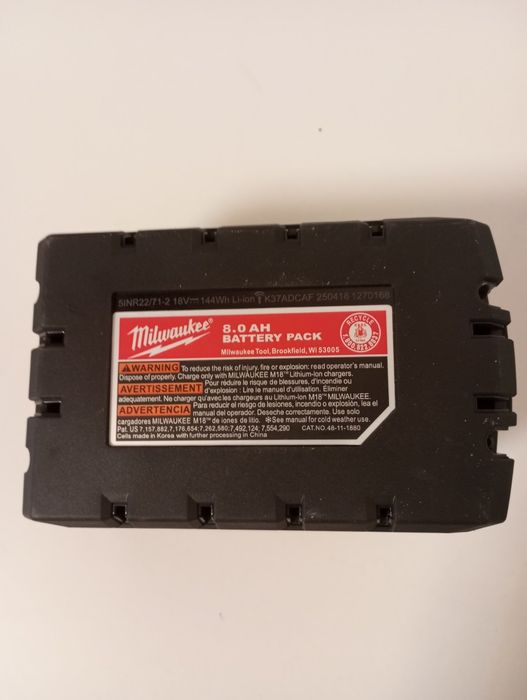 5INR22/71-2 18V⎓144Wh Li-ion K37ADCAF 250416 1270168
Milwaukee®
8.0 AH
BATTERY PACK
Milwaukee Tool, Brookfield, WI 53005
RECYCLE
1.800.822.8837
WARNING To reduce the risk of injury, fire or explosion: read operator's manual.
Dispose of properly. Charge only with MILWAUKEE M18™ Lithium-Ion chargers.
AVERTISSEMENT Pour réduire le risque de blessures, d'incendie ou
d'explosion : Lire le manuel d'utilisation. Éliminer
adequatement. Ne charger qu'avec les chargeurs au Lithium-Ion M18™ MILWAUKEE.
ADVERTENCIA Para reducir el riesgo de lesiones, incendio o explosión, lea el
manual del operador. Deseche correctamente. Use solo
cargadores MILWAUKEE M18™ de iones de litio. ❄See manual for cold weather use.
Pat. US 7,157,882;7,176,654;7,262,580;7,492,124; 7,554,290 CAT.NO.48-11-1880
Cells made in Korea with further processing in China